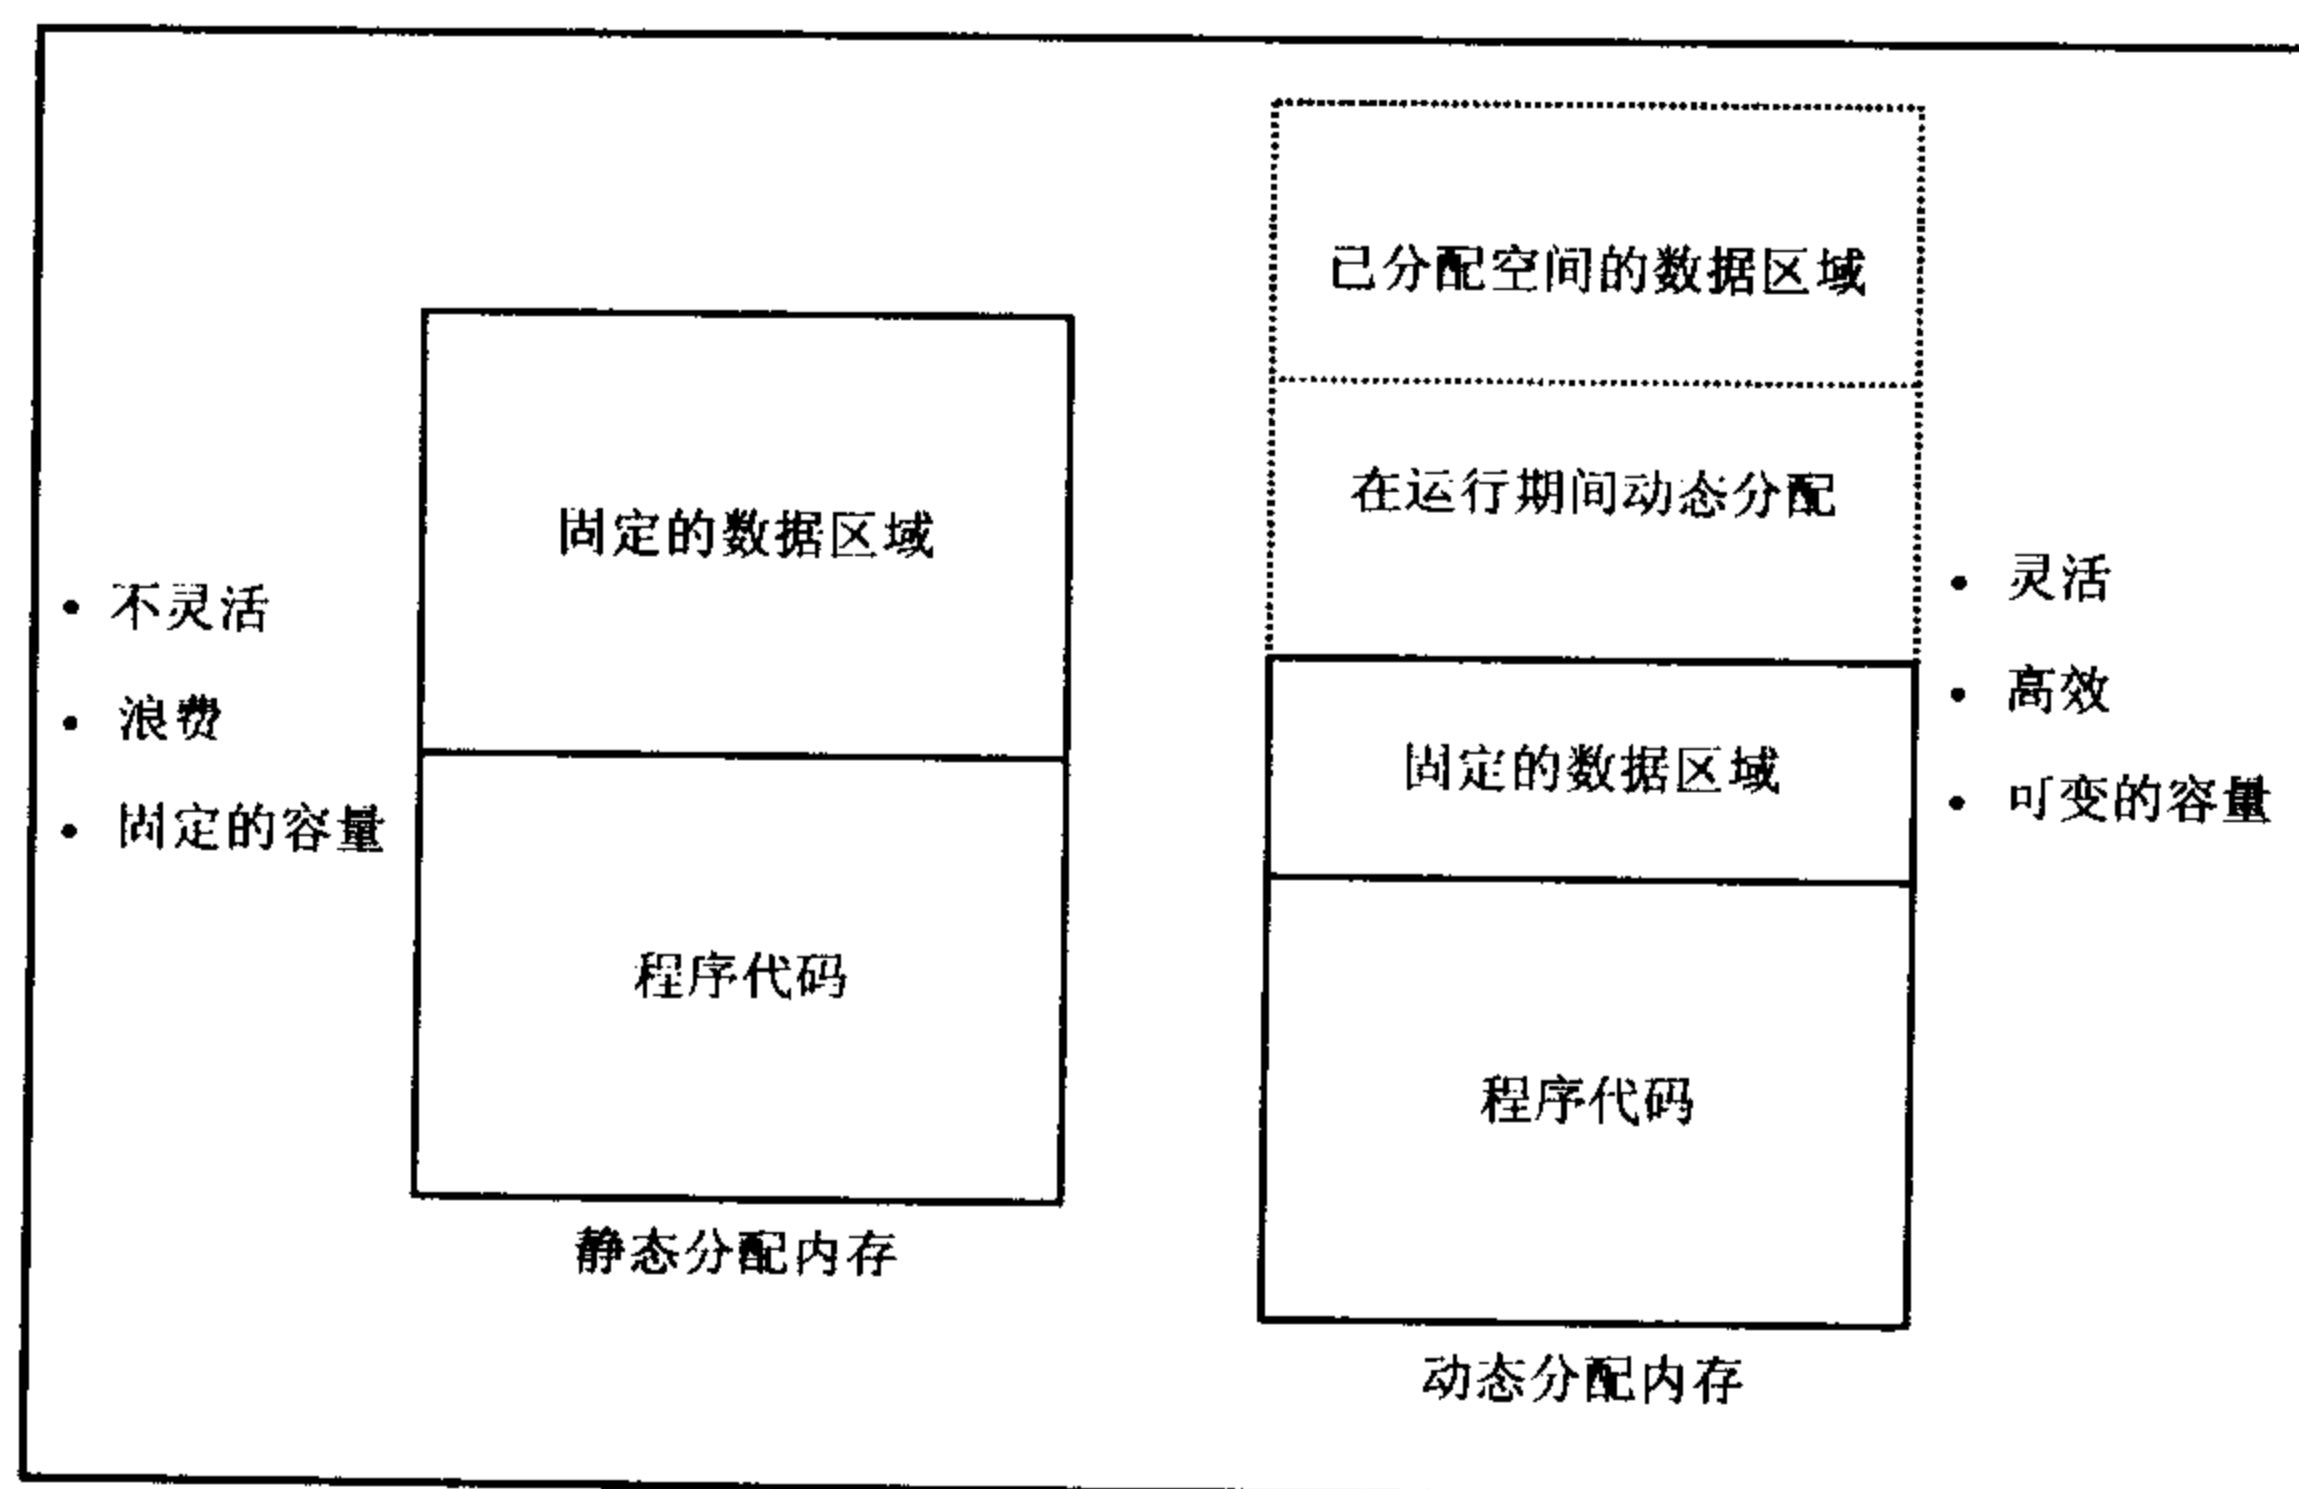 固定的数据区域
• 不灵活
• 浪费
• 固定的容量
程序代码
静态分配内存
已分配空间的数据区域
在运行期间动态分配
固定的数据区域
程序代码
• 灵活
• 高效
• 可变的容量
动态分配内存